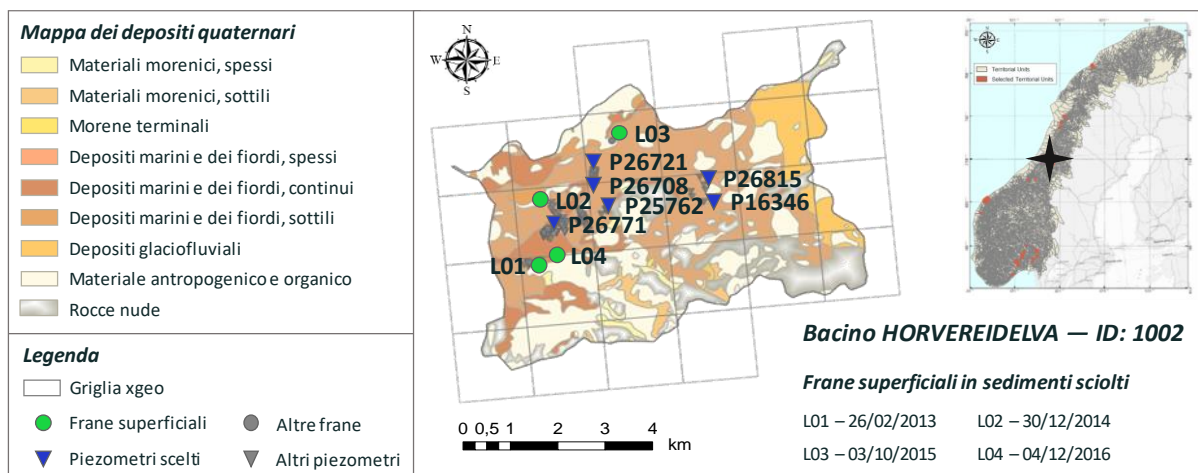 Mappa dei depositi quaternari
Materiali morenici, spessi
Materiali morenici, sottili
Morene terminali
Depositi marini e dei fiordi, spessi
Depositi marini e dei fiordi, continui
Depositi marini e dei fiordi, sottili
Depositi glaciofluviali
Materiale antropogenico e organico
Rocce nude
Legenda
Griglia xgeo
Frane superficiali
Altre frane
Piezometri scelti
Altri piezometri
N
W E
S
L03
P26721
P26708
P26815
L02
P25762
P16346
P26771
L01
L04
0 0,5 1 2 3 4
km
Territorial Units
Selected Territorial Units
Bacino HORVEREIDELVA — ID: 1002
Frane superficiali in sedimenti sciolti
L01 – 26/02/2013 L02 – 30/12/2014
L03 – 03/10/2015 L04 – 04/12/2016